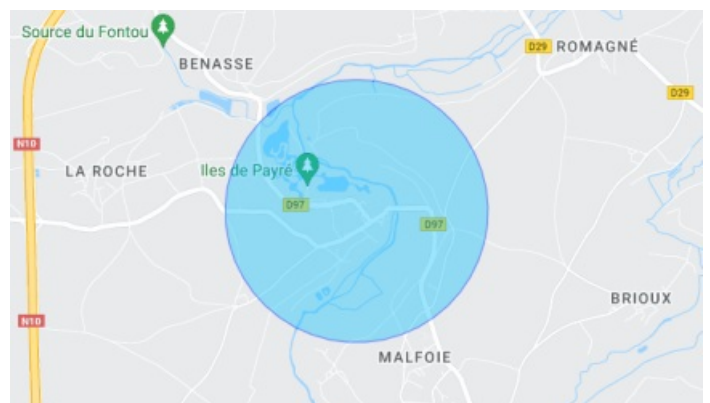 Source du Fontou
BENASSE
D29
ROMAGNÉ
D29
N10
LA ROCHE
Iles de Payré
D97
D97
BRIOUX
N10
MALFOIE